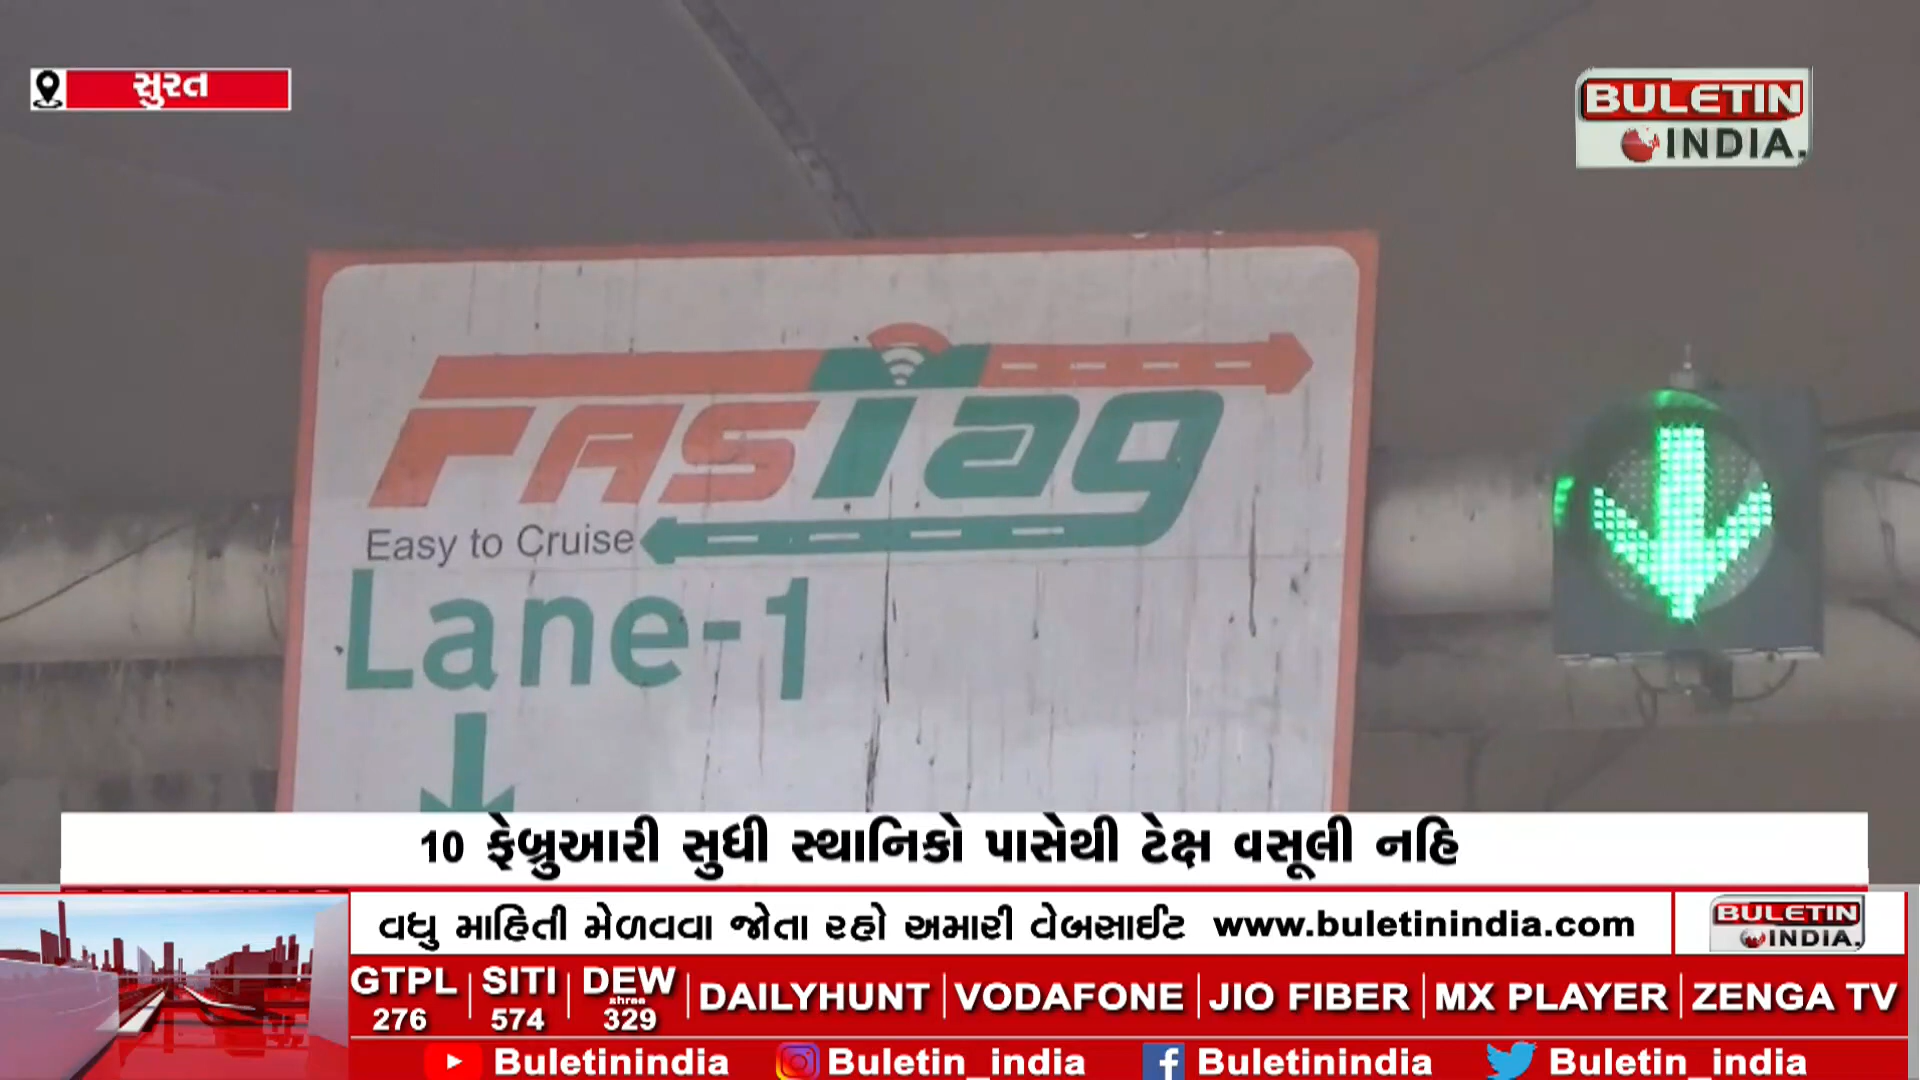 સુરત
BULETIN
INDIA.
FASTag
Easy to Cruise
Lane-1
10 ફેબ્રુઆરી સુધી સ્થાનિકો પાસેથી ટેક્ષ વસૂલી નહિ
વધુ માહિતી મેળવવા જોતા રહો અમારી વેબસાઈટ www.buletinindia.com
BULETIN
INDIA.
GTPL 276 | SITI 574 | DEW shree 329 | DAILYHUNT | VODAFONE | JIO FIBER | MX PLAYER | ZENGA TV
Buletinindia Buletin_india Buletinindia Buletin_india